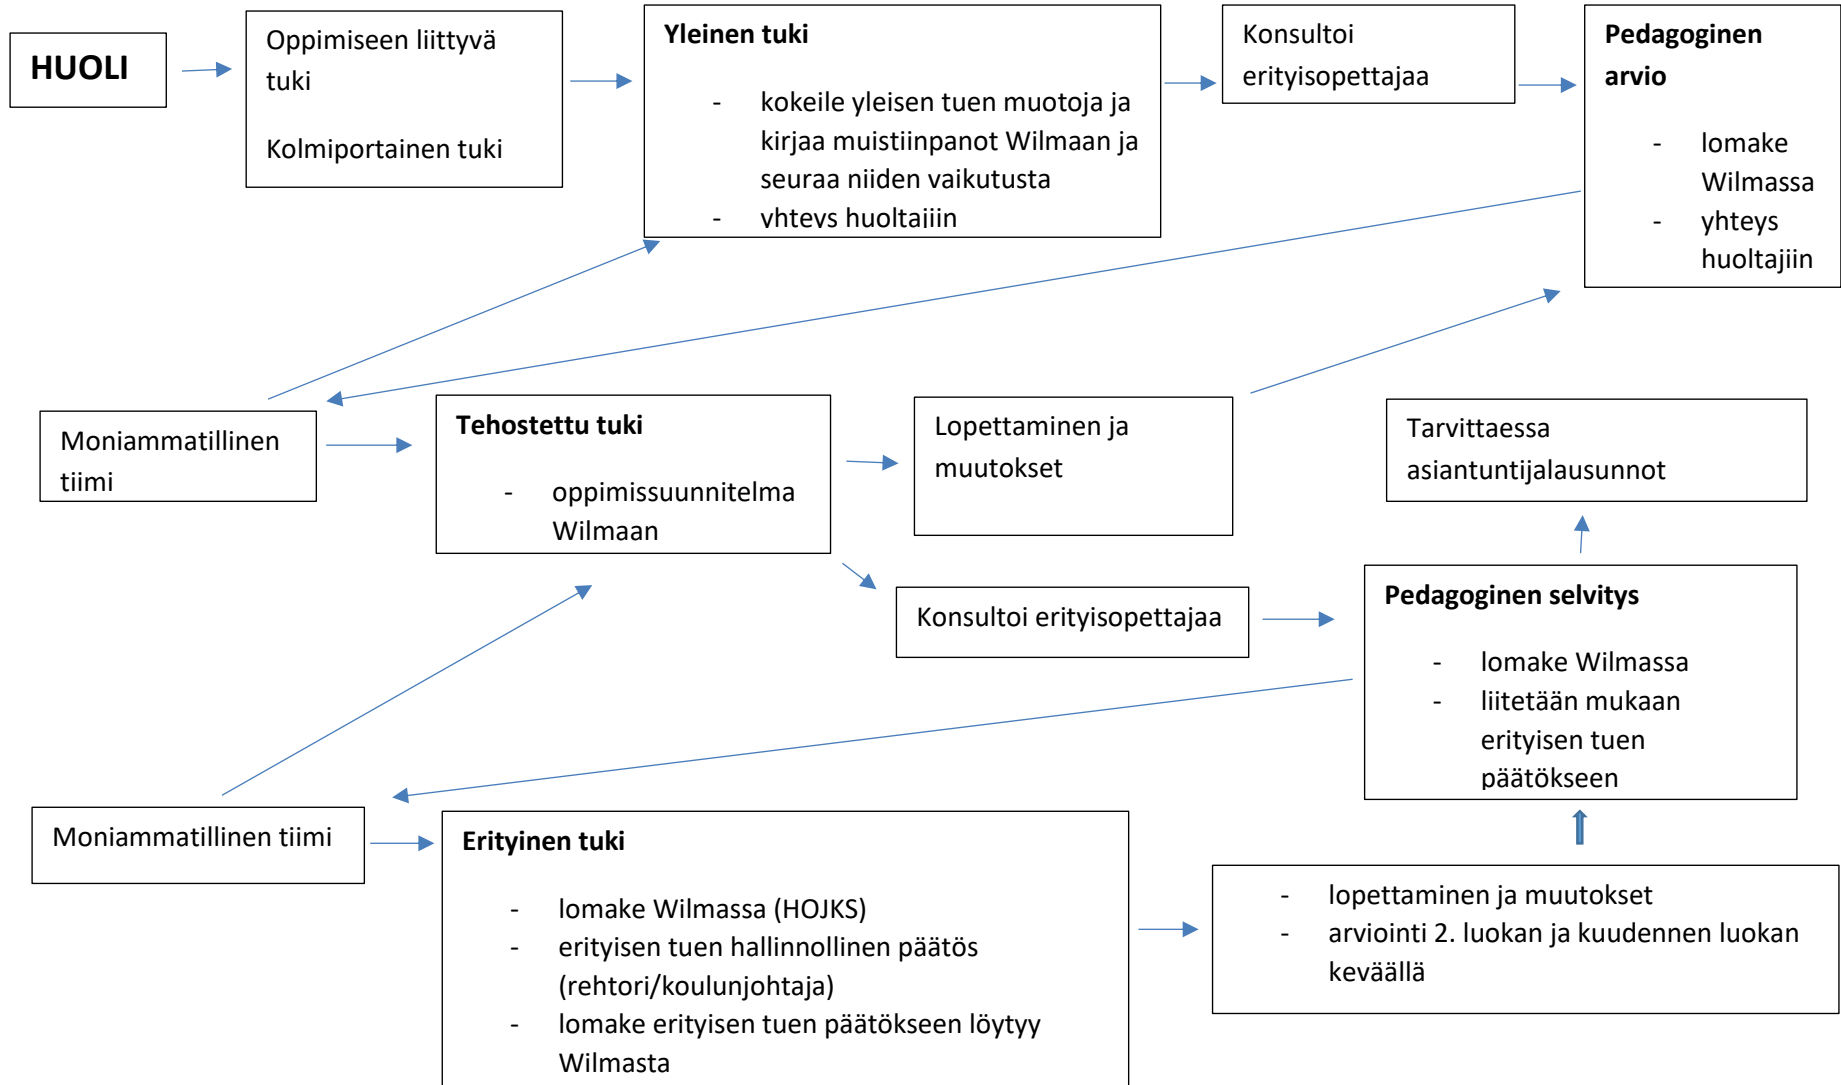 HUOLI
Oppimiseen liittyvä
tuki
Kolmiportainen tuki
Yleinen tuki
- kokeile yleisen tuen muotoja ja
kirjaa muistiinpanot Wilmaan ja
seuraa niiden vaikutusta
- yhteys huoltajiin
Konsultoi
erityisopettajaa
Pedagoginen
arvio
- lomake
Wilmassa
- yhteys
huoltajiin
Moniammatillinen
tiimi
Tehostettu tuki
- oppimissuunnitelma
Wilmaan
Lopettaminen ja
muutokset
Tarvittaessa
asiantuntijalausunnot
Konsultoi erityisopettajaa
Pedagoginen selvitys
- lomake Wilmassa
- liitetään mukaan
erityisen tuen
päätökseen
Moniammatillinen tiimi
Erityinen tuki
- lomake Wilmassa (HOJKS)
- erityisen tuen hallinnollinen päätös
(rehtori/koulunjohtaja)
- lomake erityisen tuen päätökseen löytyy
Wilmasta
- lopettaminen ja muutokset
- arviointi 2. luokan ja kuudennen luokan
keväällä